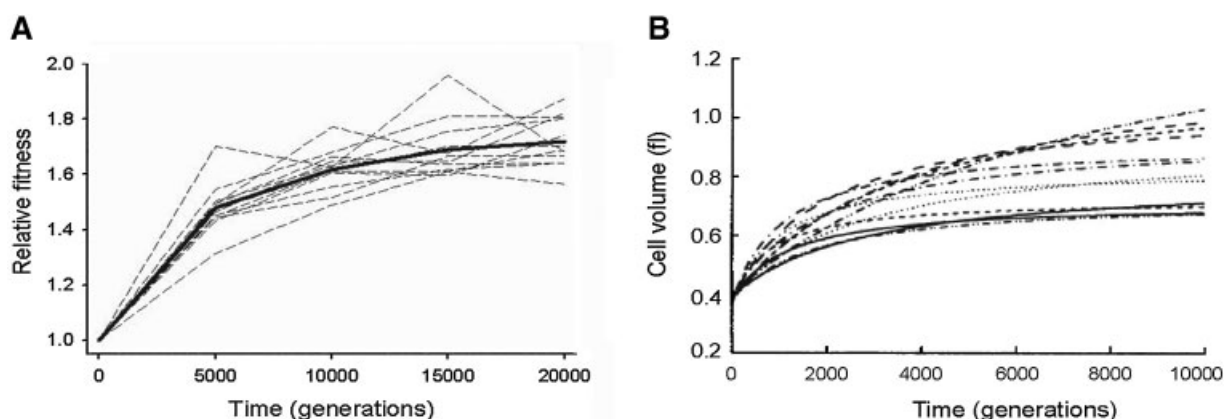 A
2.0
1.8
1.6
1.4
1.2
1.0
Relative fitness
0 5000 10000 15000 20000
Time (generations)
B
1.2
1.0
0.8
0.6
0.4
0.2
Cell volume (fl)
0 2000 4000 6000 8000 10000
Time (generations)